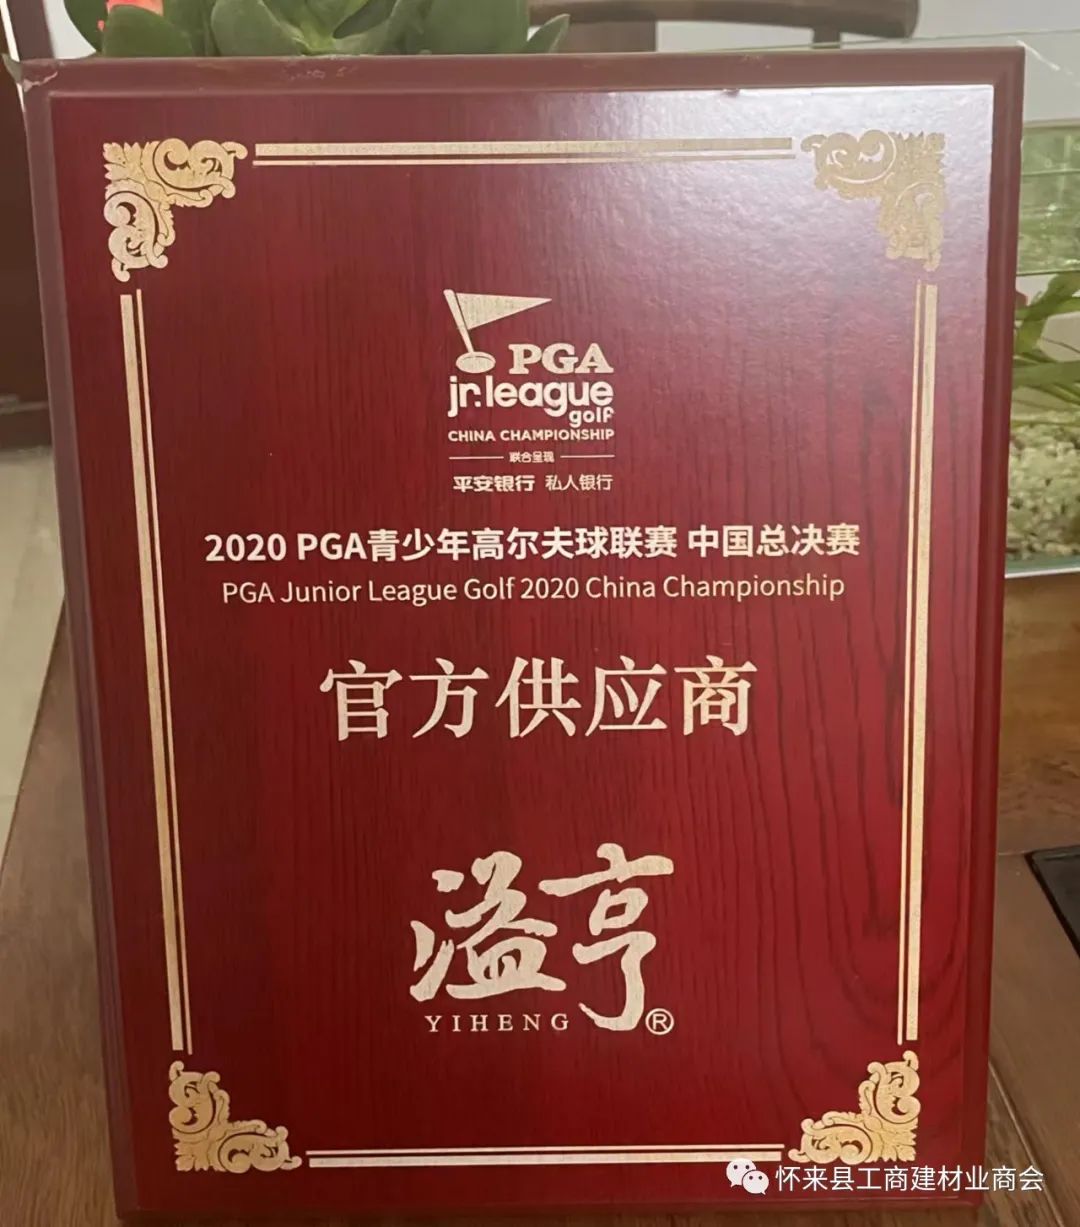 PGA
jr.league
golf
CHINA CHAMPIONSHIP
联合呈现
平安银行 私人银行
2020 PGA青少年高尔夫球联赛 中国总决赛
PGA Junior League Golf 2020 China Championship
官方供应商
溢亨
YIHENG ®
怀来县工商建材业商会